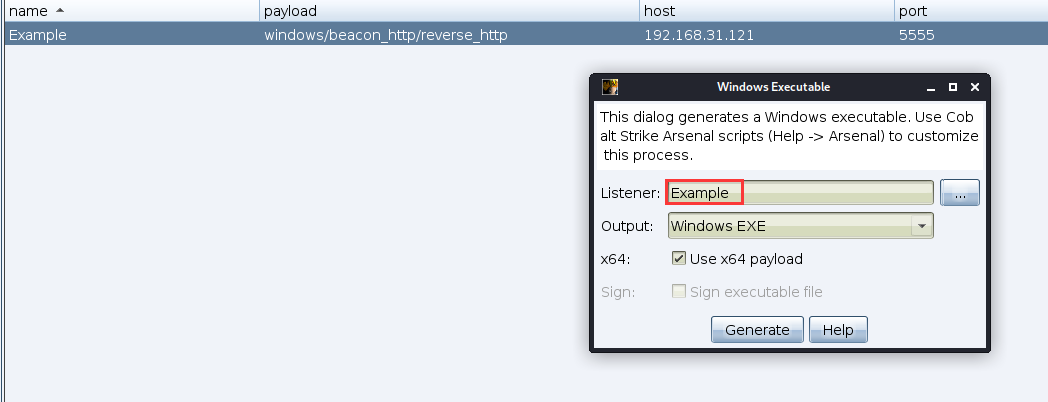 name payload host port
Example windows/beacon_http/reverse_http 192.168.31.121 5555
Windows Executable
This dialog generates a Windows executable. Use Cob
alt Strike Arsenal scripts (Help -> Arsenal) to customize
this process.
Listener: Example ...
Output: Windows EXE
x64: Use x64 payload
Sign: Sign executable file
Generate Help